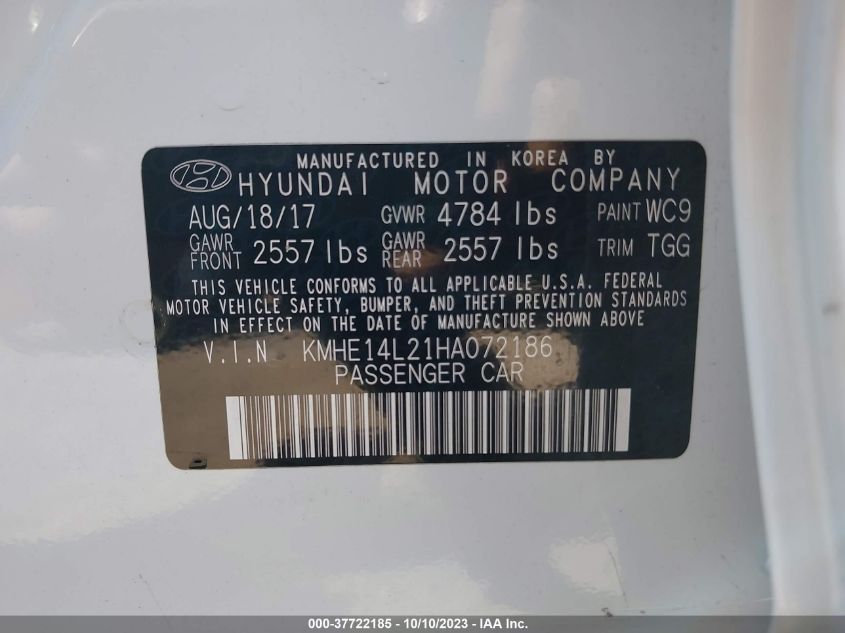 MANUFACTURED IN KOREA BY
HYUNDAI MOTOR COMPANY
AUG/18/17 GVWR 4784 lbs PAINT WC9
GAWR FRONT 2557 lbs GAWR REAR 2557 lbs TRIM TGG
THIS VEHICLE CONFORMS TO ALL APPLICABLE U.S.A. FEDERAL
MOTOR VEHICLE SAFETY, BUMPER, AND THEFT PREVENTION STANDARDS
IN EFFECT ON THE DATE OF MANUFACTURE SHOWN ABOVE
V.I.N KMHE14L21HA072186
PASSENGER CAR
000-37722185 - 10/10/2023 - IAA Inc.